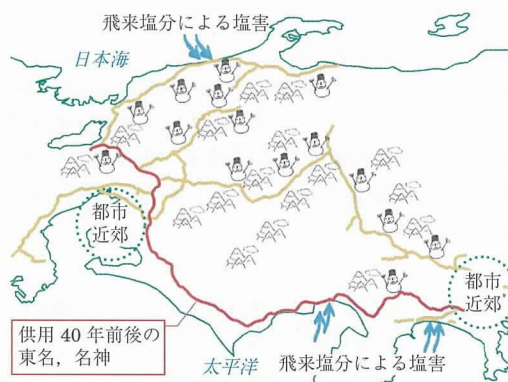 飛来塩分による塩害
日本海
都市
近郊
都市
近郊
供用 40 年前後の
東名，名神
太平洋
飛来塩分による塩害